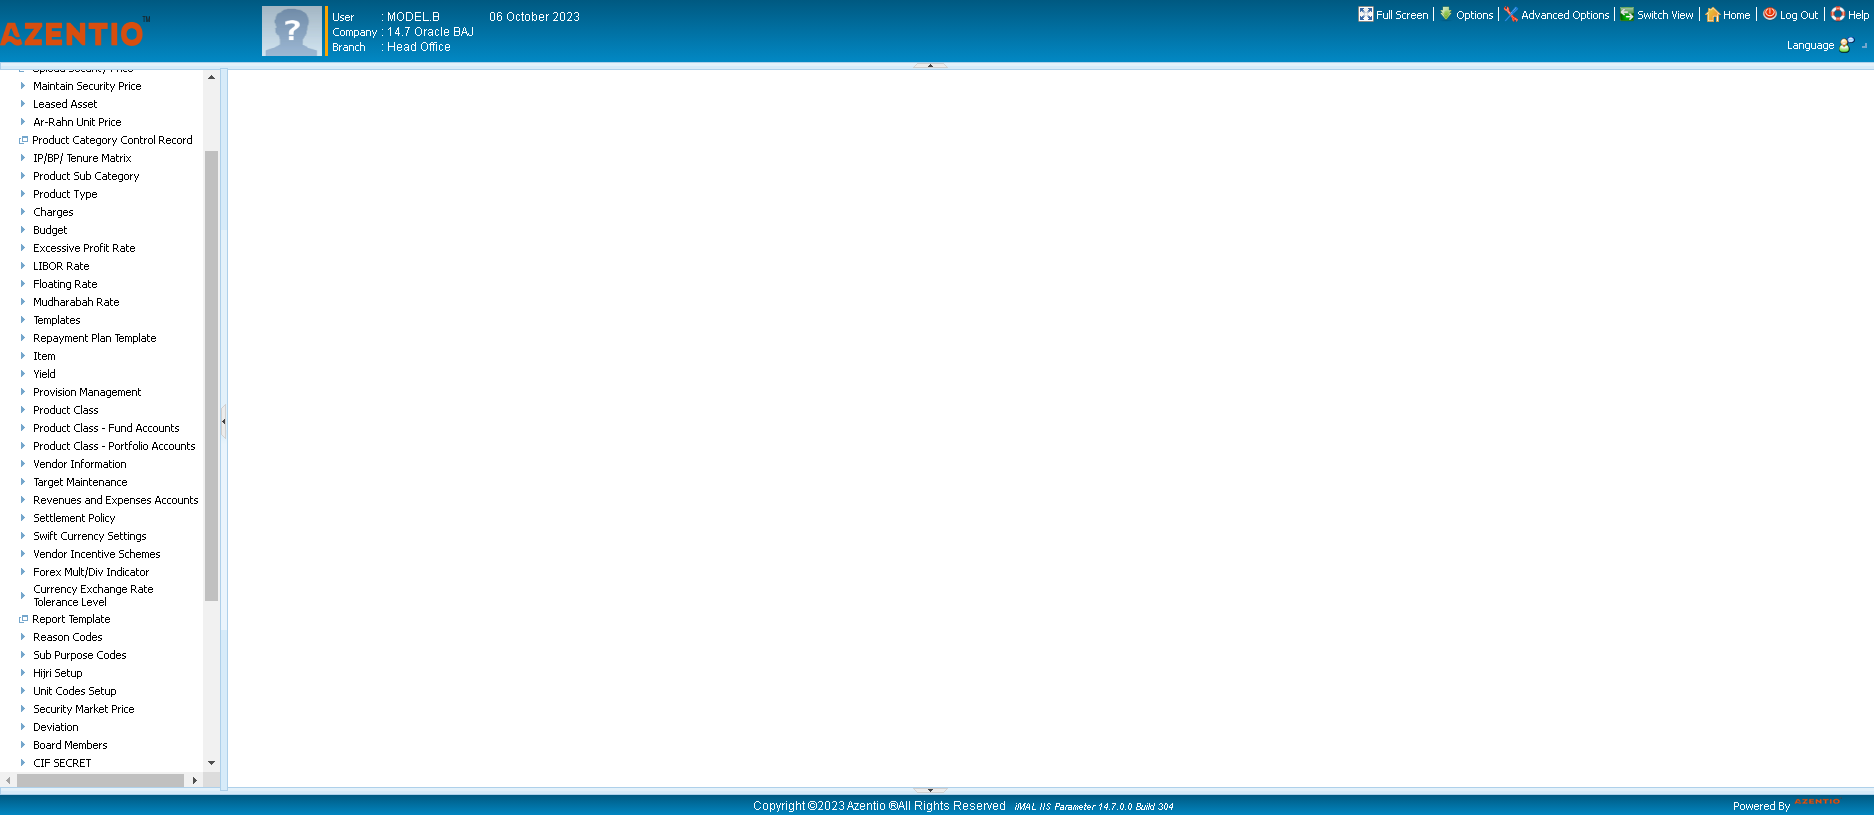 AZENTIO™
User : MODEL.B 06 October 2023
Company : 14.7 Oracle BAJ
Branch : Head Office
Full Screen | Options | Advanced Options | Switch View | Home | Log Out | Help
Language
Upload Security Price
Maintain Security Price
Leased Asset
Ar-Rahn Unit Price
Product Category Control Record
IP/BP/ Tenure Matrix
Product Sub Category
Product Type
Charges
Budget
Excessive Profit Rate
LIBOR Rate
Floating Rate
Mudharabah Rate
Templates
Repayment Plan Template
Item
Yield
Provision Management
Product Class
Product Class - Fund Accounts
Product Class - Portfolio Accounts
Vendor Information
Target Maintenance
Revenues and Expenses Accounts
Settlement Policy
Swift Currency Settings
Vendor Incentive Schemes
Forex Mult/Div Indicator
Currency Exchange Rate
Tolerance Level
Report Template
Reason Codes
Sub Purpose Codes
Hijri Setup
Unit Codes Setup
Security Market Price
Deviation
Board Members
CIF SECRET
Copyright ©2023 Azentio ®All Rights Reserved iMAL IIS Parameter 14.7.0.0 Build 304
Powered By AZENTIO